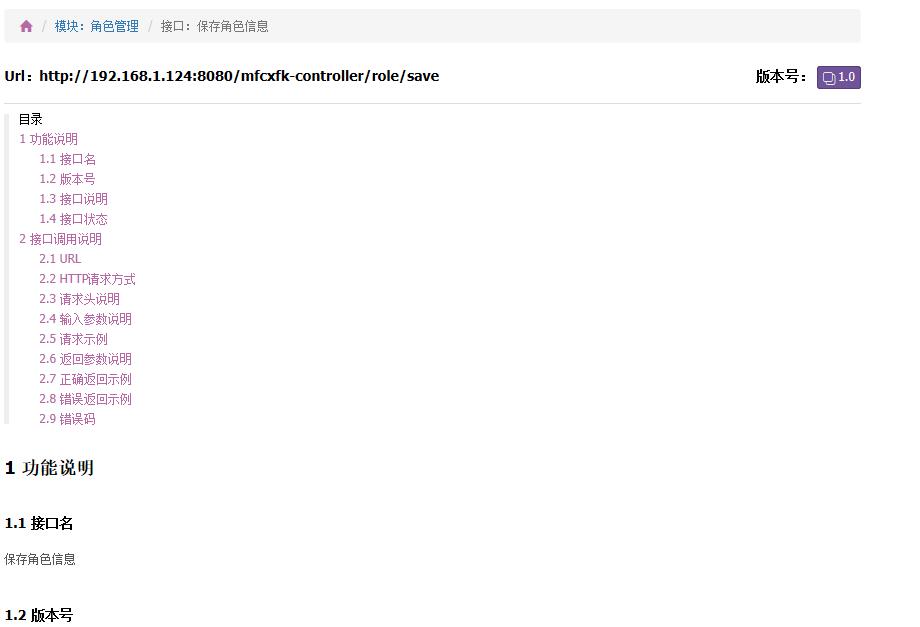 / 模块：角色管理 / 接口：保存角色信息
Url：http://192.168.1.124:8080/mfcxfk-controller/role/save 版本号： 1.0
目录
1 功能说明
1.1 接口名
1.2 版本号
1.3 接口说明
1.4 接口状态
2 接口调用说明
2.1 URL
2.2 HTTP请求方式
2.3 请求头说明
2.4 输入参数说明
2.5 请求示例
2.6 返回参数说明
2.7 正确返回示例
2.8 错误返回示例
2.9 错误码
1 功能说明
1.1 接口名
保存角色信息
1.2 版本号